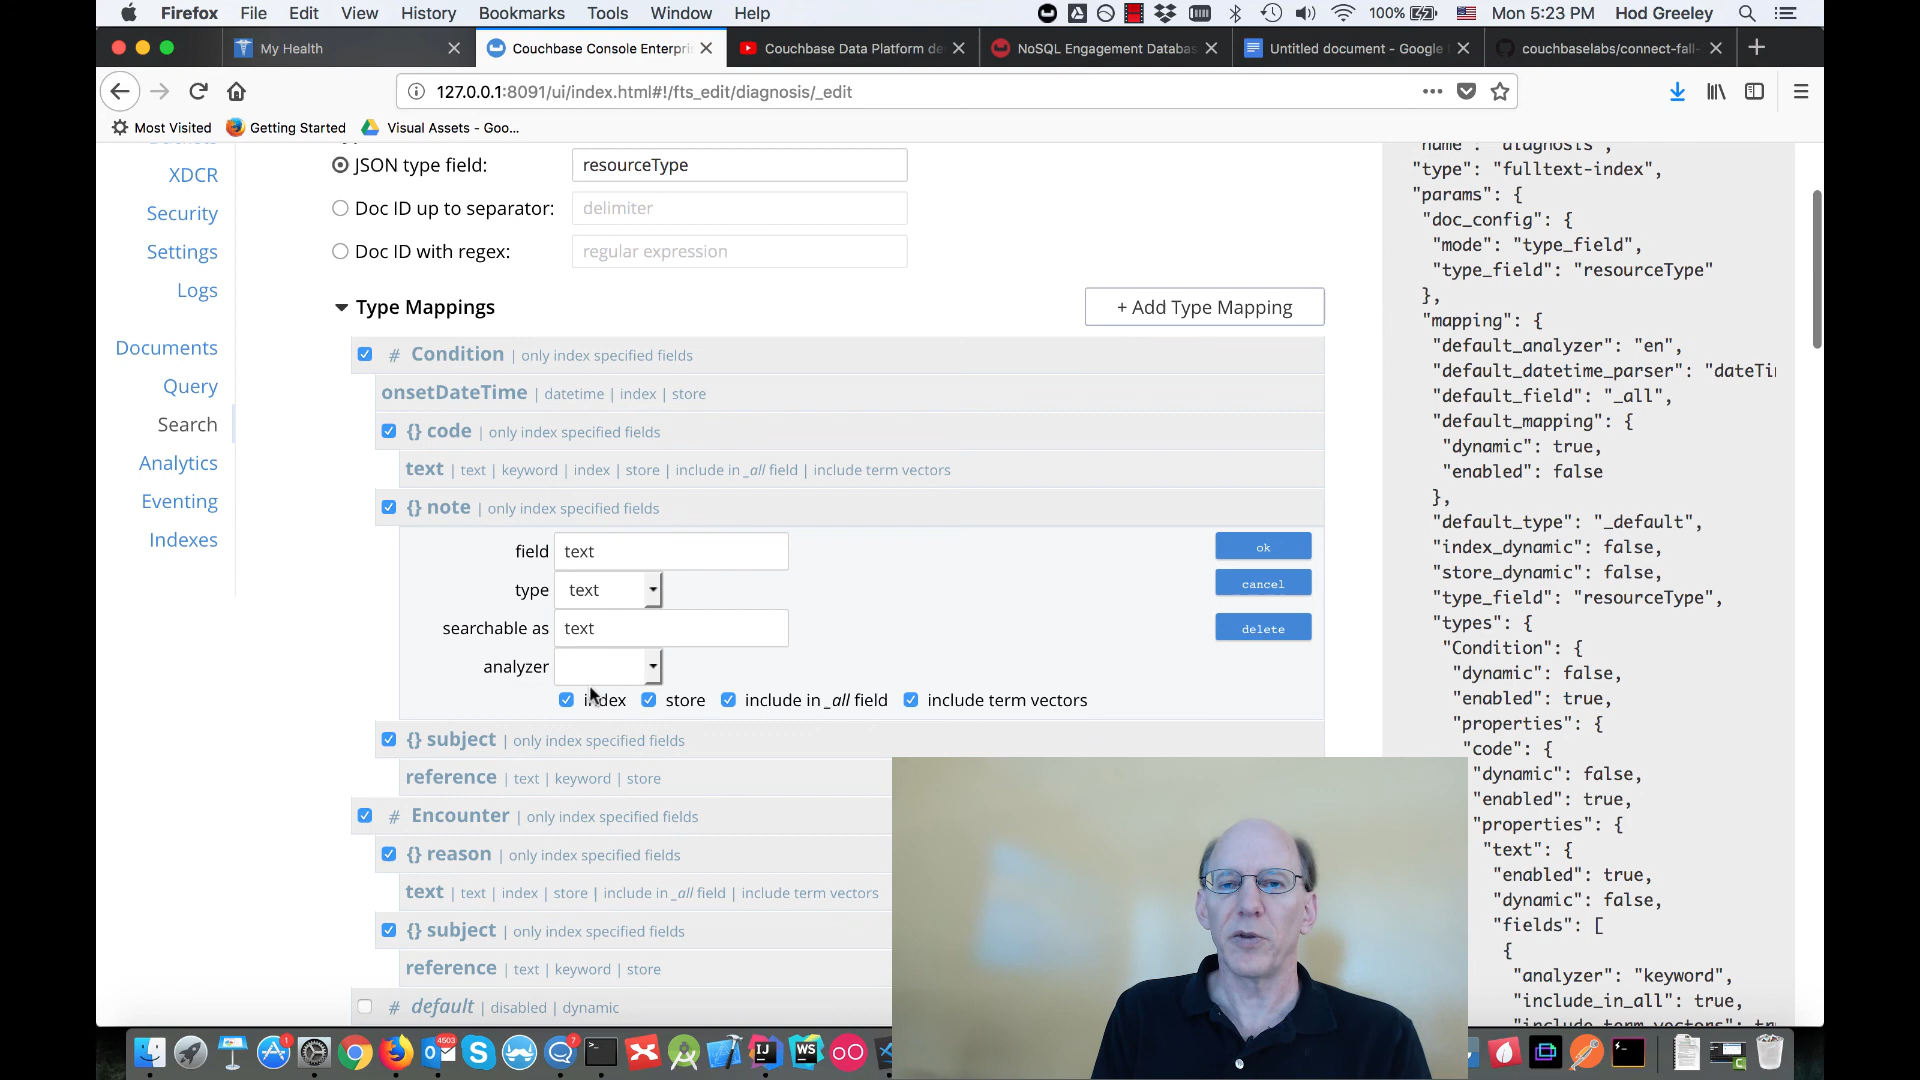 Firefox File Edit View History Bookmarks Tools Window Help 100% Mon 5:23 PM Hod Greeley
My Health Couchbase Console Enterpri Couchbase Data Platform de NoSQL Engagement Databas Untitled document - Google couchbaselabs/connect-fall-
127.0.0.1:8091/ui/index.html#!/fts_edit/diagnosis/_edit
Most Visited Getting Started Visual Assets - Goo...
XDCR
Security
Settings
Logs
Documents
Query
Search
Analytics
Eventing
Indexes
JSON type field: resourceType
Doc ID up to separator: delimiter
Doc ID with regex: regular expression
Type Mappings + Add Type Mapping
# Condition | only index specified fields
onsetDateTime | datetime | index | store
{} code | only index specified fields
text | text | keyword | index | store | include in _all field | include term vectors
{} note | only index specified fields
field text ok
type text cancel
searchable as text delete
analyzer
index store include in _all field include term vectors
{} subject | only index specified fields
reference | text | keyword | store
# Encounter | only index specified fields
{} reason | only index specified fields
text | text | index | store | include in _all field | include term vectors
{} subject | only index specified fields
reference | text | keyword | store
# default | disabled | dynamic
"name": "diagnosis",
"type": "fulltext-index",
"params": {
"doc_config": {
"mode": "type_field",
"type_field": "resourceType"
},
"mapping": {
"default_analyzer": "en",
"default_datetime_parser": "dateTi
"default_field": "_all",
"default_mapping": {
"dynamic": true,
"enabled": false
},
"default_type": "_default",
"index_dynamic": false,
"store_dynamic": false,
"type_field": "resourceType",
"types": {
"Condition": {
"dynamic": false,
"enabled": true,
"properties": {
"code": {
"dynamic": false,
"enabled": true,
"properties": {
"text": {
"enabled": true,
"dynamic": false,
"fields": [
{
"analyzer": "keyword",
"include_in_all": true,
4603
IJ WS